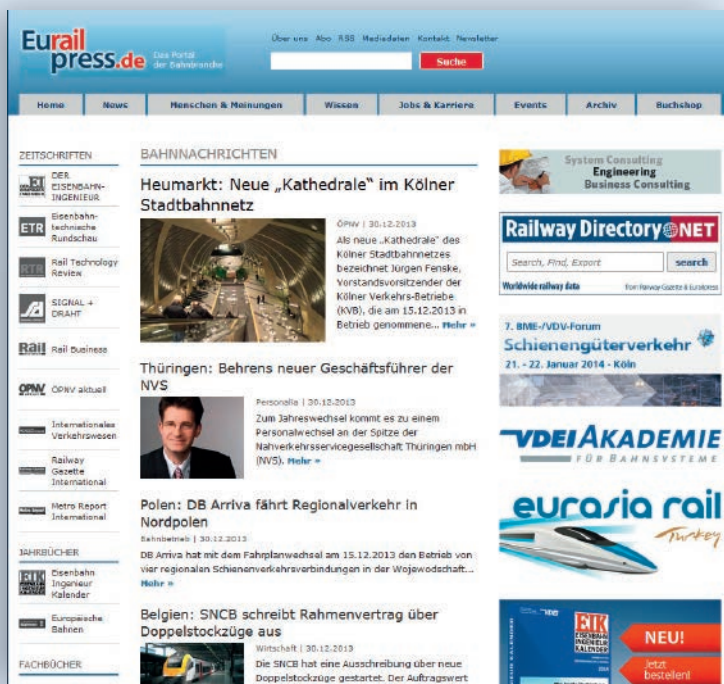 Eurail
press.de
Das Portal
der Bahnbranche
Über uns Abo RSS Mediadaten Kontakt Newsletter
Suche
Home News Menschen & Meinungen Wissen Jobs & Karriere Events Archiv Buchshop
ZEITSCHRIFTEN
EI
DER
EISENBAHN-
INGENIEUR
ETR
Eisenbahn-
technische
Rundschau
RTR
Rail Technology
Review
SIGNAL +
DRAHT
Rail
Rail Business
ÖPNV
ÖPNV aktuell
Internationales
Verkehrswesen
Railway
Gazette
International
Metro Report
International
JAHRBÜCHER
EIK
Eisenbahn
Ingenieur
Kalender
Europäische
Bahnen
FACHBÜCHER
BAHNNACHRICHTEN
Heumarkt: Neue „Kathedrale“ im Kölner
Stadtbahnnetz
ÖPNV | 30.12.2013
Als neue „Kathedrale“ des
Kölner Stadtbahnnetzes
bezeichnet Jürgen Fenske,
Vorstandsvorsitzender der
Kölner Verkehrs-Betriebe
(KVB), die am 15.12.2013 in
Betrieb genommene... Mehr »
Thüringen: Behrens neuer Geschäftsführer der
NVS
Personalia | 30.12.2013
Zum Jahreswechsel kommt es zu einem
Personalwechsel an der Spitze der
Nahverkehrsservicegesellschaft Thüringen mbH
(NVS). Mehr »
Polen: DB Arriva fährt Regionalverkehr in
Nordpolen
Bahnbetrieb | 30.12.2013
DB Arriva hat mit dem Fahrplanwechsel am 15.12.2013 den Betrieb von
vier regionalen Schienenverkehrsverbindungen in der Wojewodschaft...
Mehr »
Belgien: SNCB schreibt Rahmenvertrag über
Doppelstockzüge aus
Wirtschaft | 30.12.2013
Die SNCB hat eine Ausschreibung über neue
Doppelstockzüge gestartet. Der Auftragswert
System Consulting
Engineering
Business Consulting
Railway Directory NET
Search, Find, Export
search
Worldwide railway data
from Railway Gazette & Eurailpress
7. BME-/VDV-Forum
Schienengüterverkehr
21. - 22. Januar 2014 - Köln
VDEI AKADEMIE
FÜR BAHNSYSTEME
eurasia rail
Turkey
EIK
EISENBAHN
INGENIEUR
KALENDER
NEU!
Jetzt
bestellen!